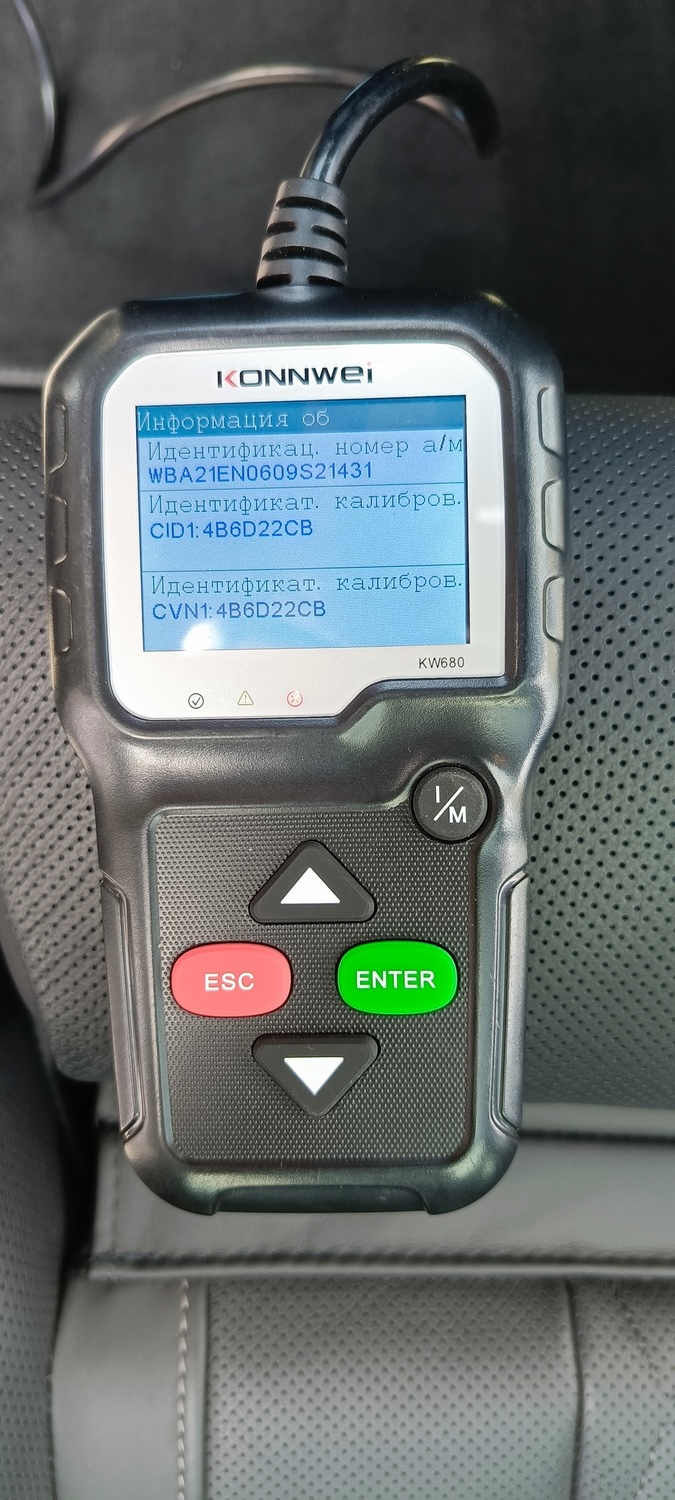 KONNWEI
Информация об
Идентификац. номер а/м
WBA21EN0609S21431
Идентификат. калибров.
CID1:4B6D22CB
Идентификат. калибров.
CVN1:4B6D22CB
KW680
I/M
ESC
ENTER